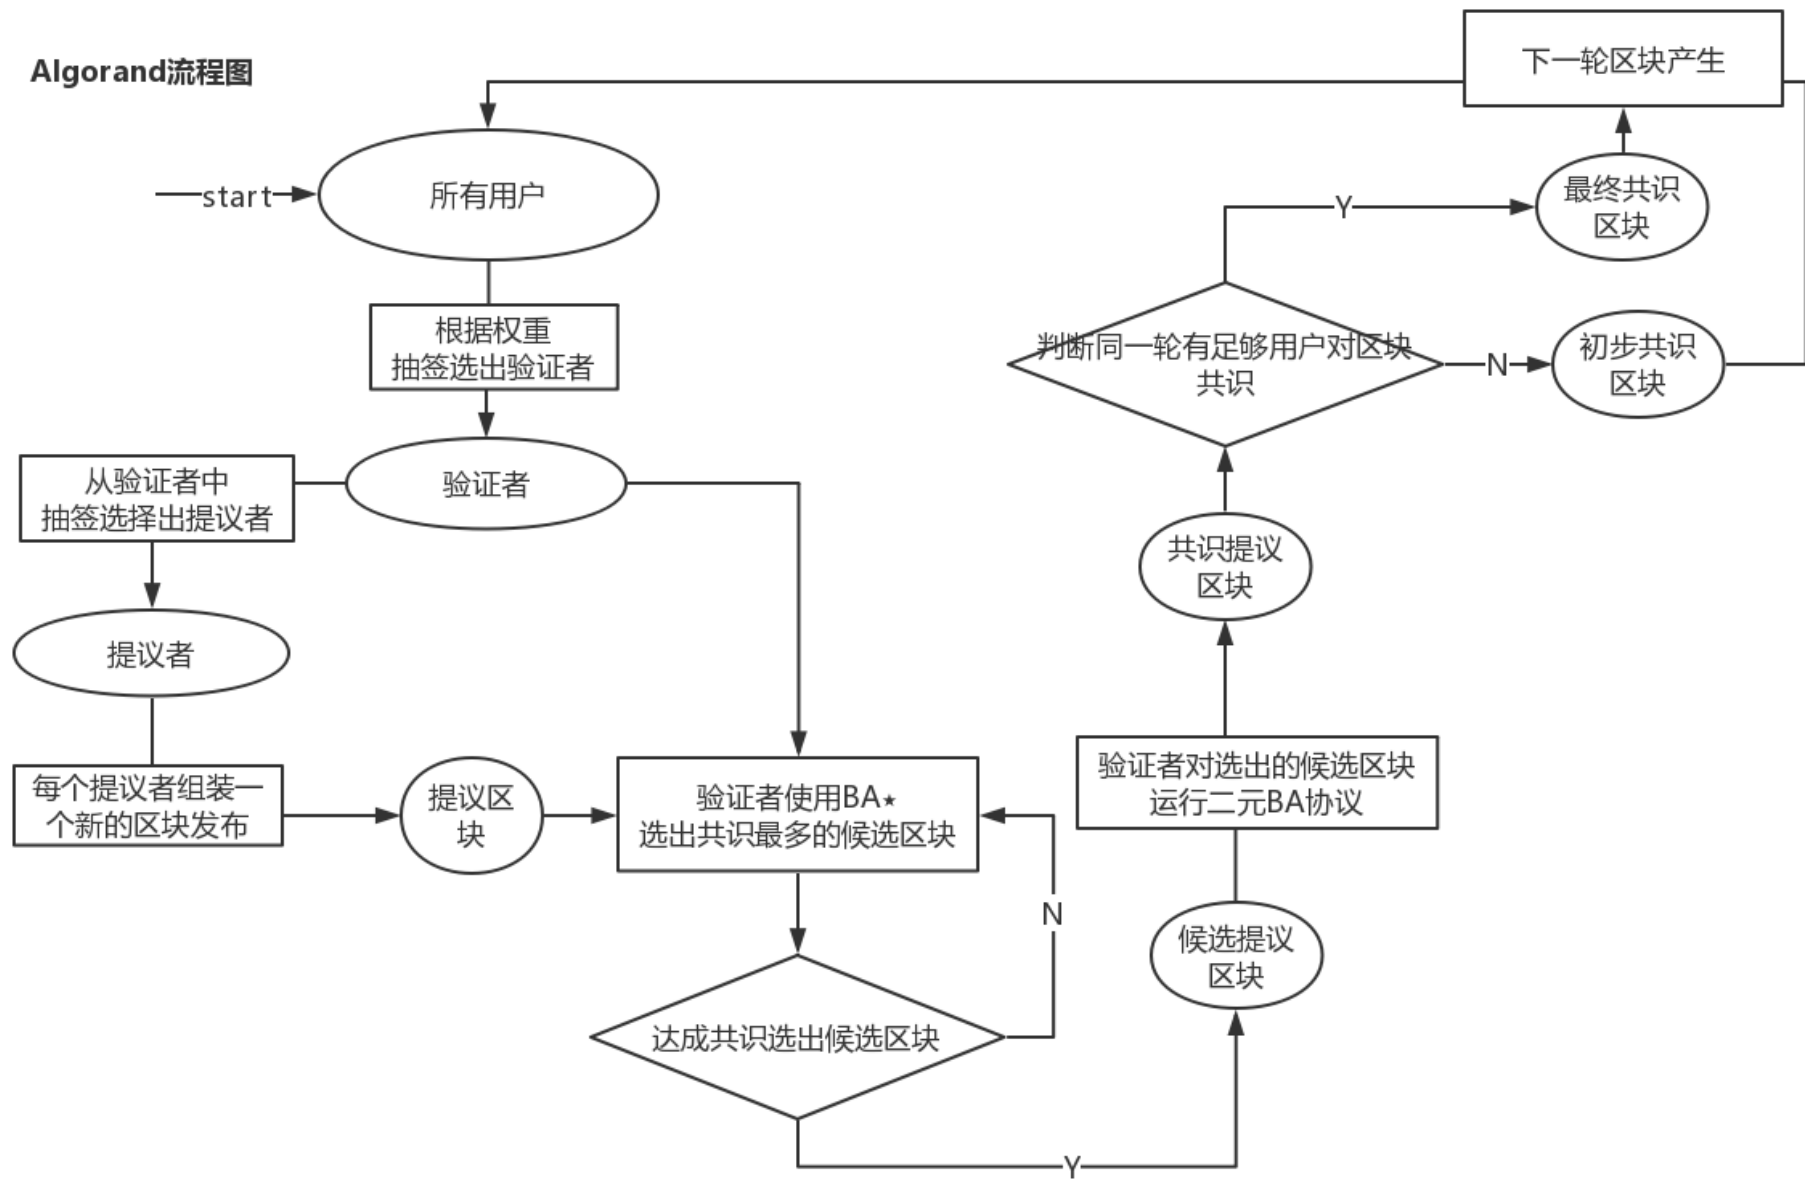 Algorand流程图
start
所有用户
根据权重
抽签选出验证者
验证者
从验证者中
抽签选择出提议者
提议者
每个提议者组装一
个新的区块发布
提议区
块
验证者使用BA★
选出共识最多的候选区块
N
达成共识选出候选区块
Y
候选提议
区块
验证者对选出的候选区块
运行二元BA协议
共识提议
区块
判断同一轮有足够用户对区块
共识
Y
最终共识
区块
N
初步共识
区块
下一轮区块产生